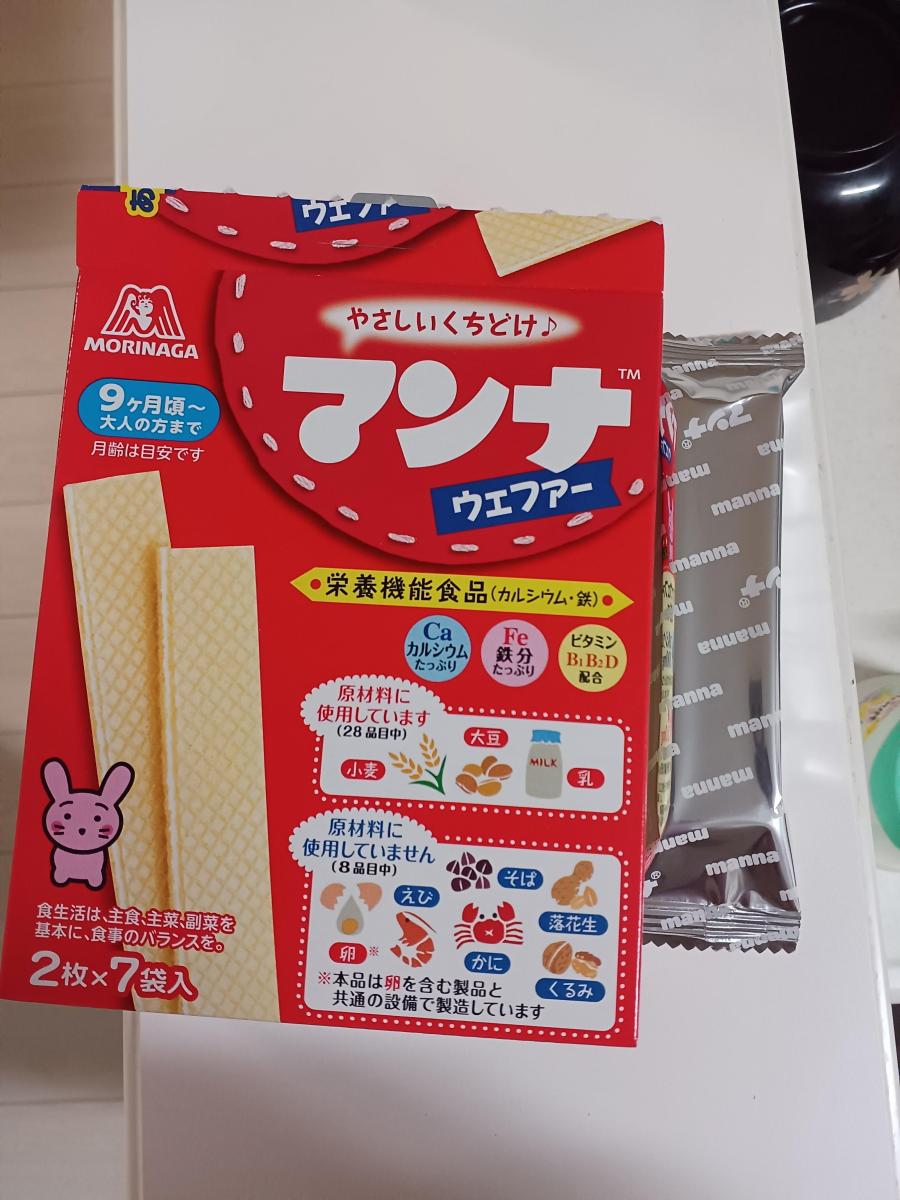 ウエファー
MORINAGA
やさしいくちどけ♪
マンナ™
ウエファー
9ヶ月頃～
大人の方まで
月齢は目安です
栄養機能食品(カルシウム・鉄)
Ca
カルシウム
たっぷり
Fe
鉄分
たっぷり
ビタミン
B1B2D
配合
原材料に
使用しています
(28品目中)
小麦
大豆
MILK
乳
原材料に
使用していません
(8品目中)
卵※
えび
そば
かに
落花生
くるみ
※本品は卵を含む製品と
共通の設備で製造しています
食生活は、主食、主菜、副菜を
基本に、食事のバランスを。
2枚×7袋入
マンナ®
manna
manna
manna
manna
manna
manna